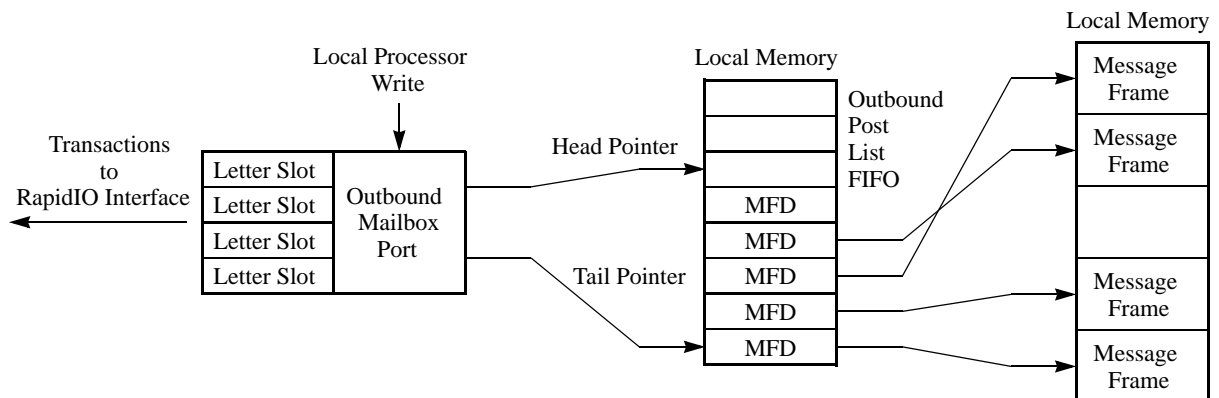 Transactions
to
RapidIO Interface
Local Processor
Write
Letter Slot
Letter Slot
Letter Slot
Letter Slot
Outbound
Mailbox
Port
Head Pointer
Tail Pointer
Local Memory
MFD
MFD
MFD
MFD
MFD
Outbound
Post
List
FIFO
Local Memory
Message
Frame
Message
Frame
Message
Frame
Message
Frame